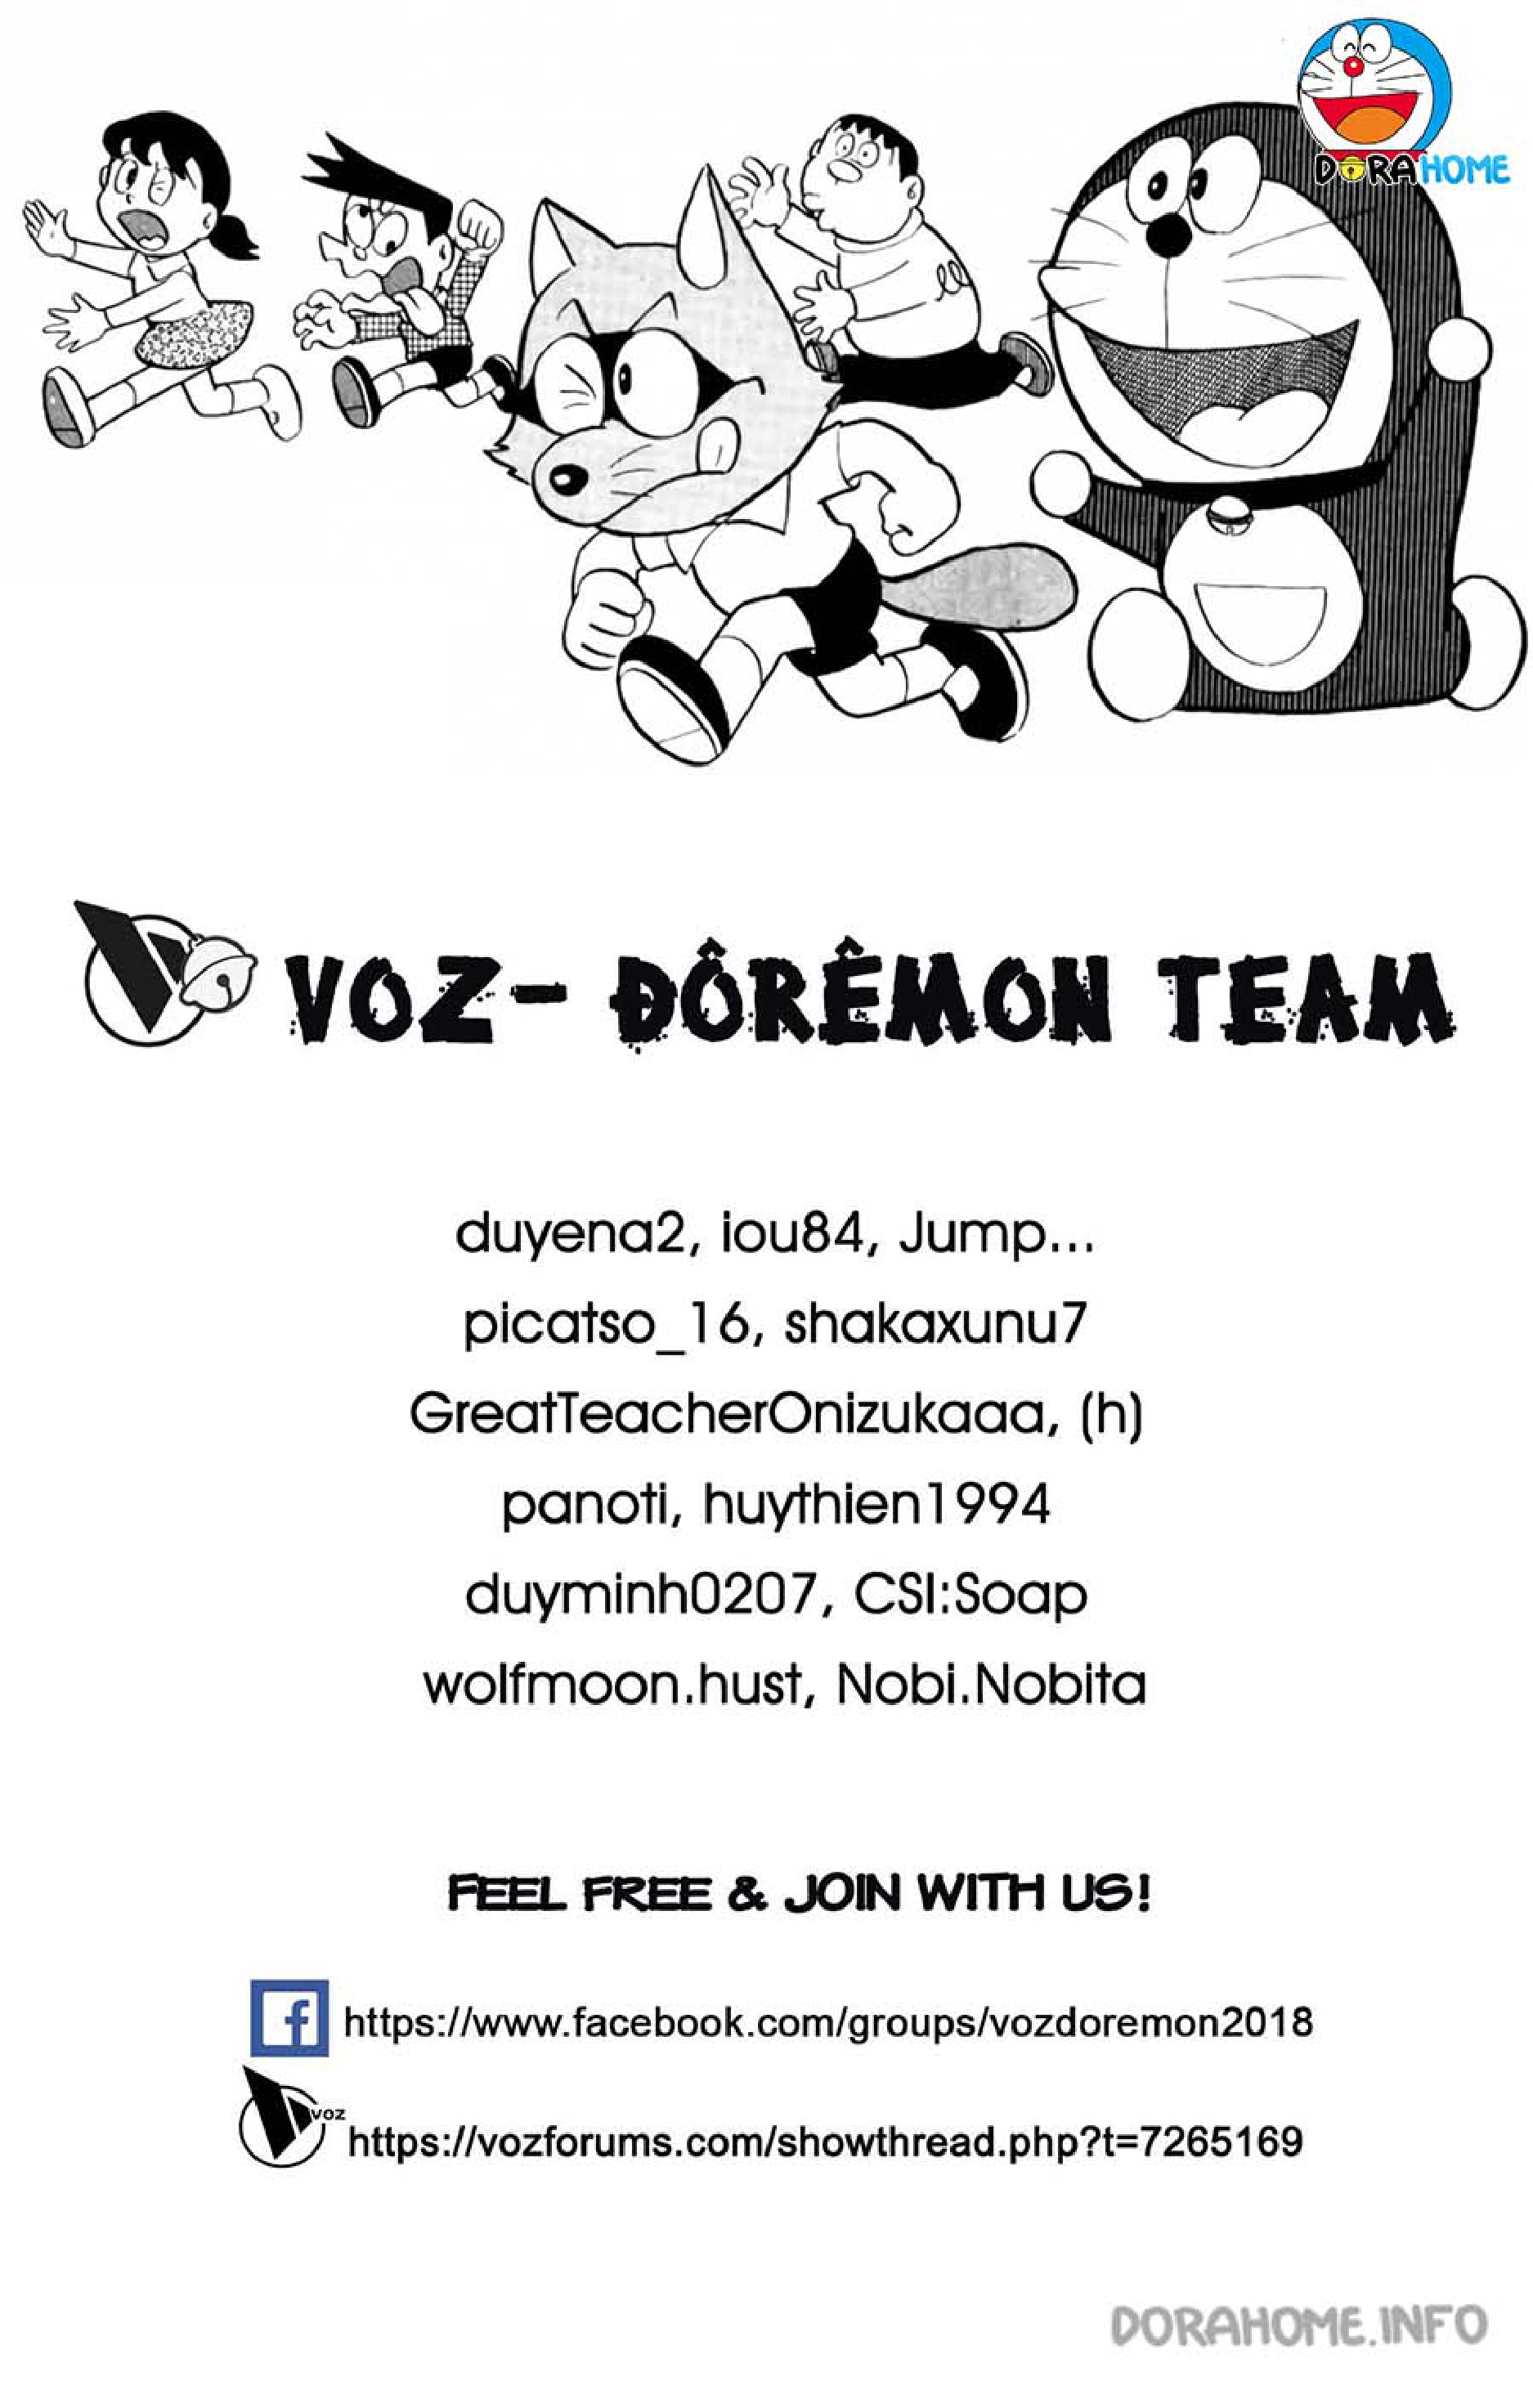 DORAHOME
VOZ- ĐÔRÊMON TEAM
duyena2, iou84, Jump...
picatso_16, shakaxunu7
GreatTeacherOnizukaaa, (h)
panoti, huythien1994
duyminh0207, CSI:Soap
wolfmoon.hust, Nobi.Nobita
FEEL FREE & JOIN WITH US!
f https://www.facebook.com/groups/vozdoremon2018
voz
https://vozforums.com/showthread.php?t=7265169
DORAHOME.INFO